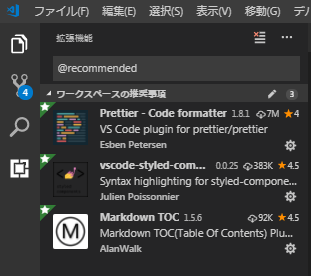 ファイル(F) 編集(E) 選択(S) 表示(V) 移動(G) デ
拡張機能
@recommended
ワークスペースの推奨事項 3
Prettier - Code formatter 1.8.1 7M 4
VS Code plugin for prettier/prettier
Esben Petersen
vscode-styled-com... 0.0.25 383K 4.5
Syntax highlighting for styled-compone...
Julien Poissonnier
Markdown TOC 1.5.6 92K 4.5
Markdown TOC(Table Of Contents) Plu...
AlanWalk
4